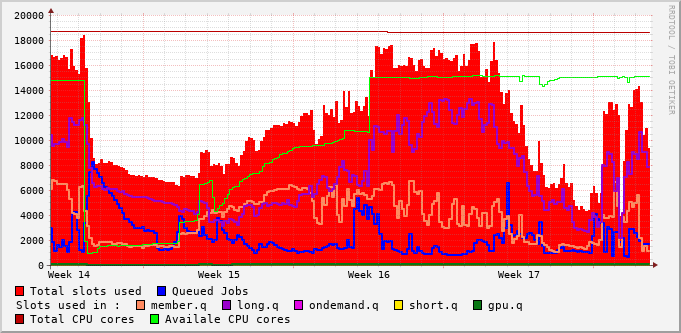 20000
18000
16000
14000
12000
10000
8000
6000
4000
2000
0
Week 14 Week 15 Week 16 Week 17
RRDTOOL / TOBI OETIKER
Total slots used Queued Jobs
Slots used in : member.q long.q ondemand.q short.q gpu.q
Total CPU cores Availale CPU cores